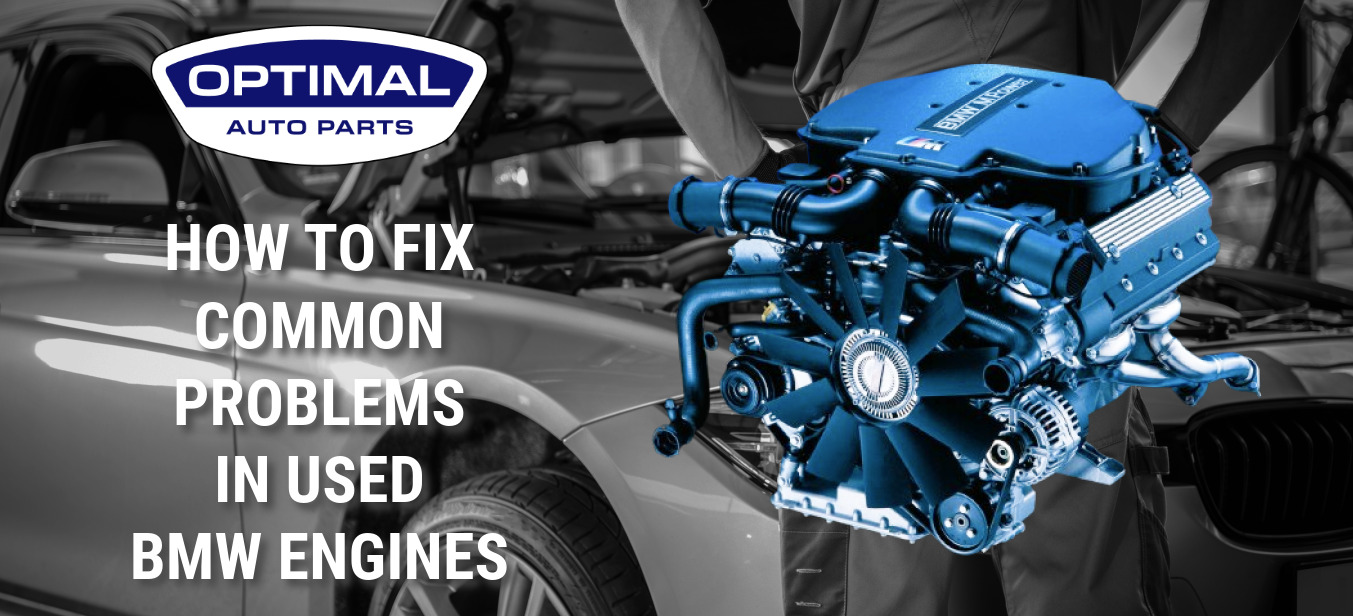 OPTIMAL
AUTO PARTS
HOW TO FIX
COMMON
PROBLEMS
IN USED
BMW ENGINES
BMW M Power
M